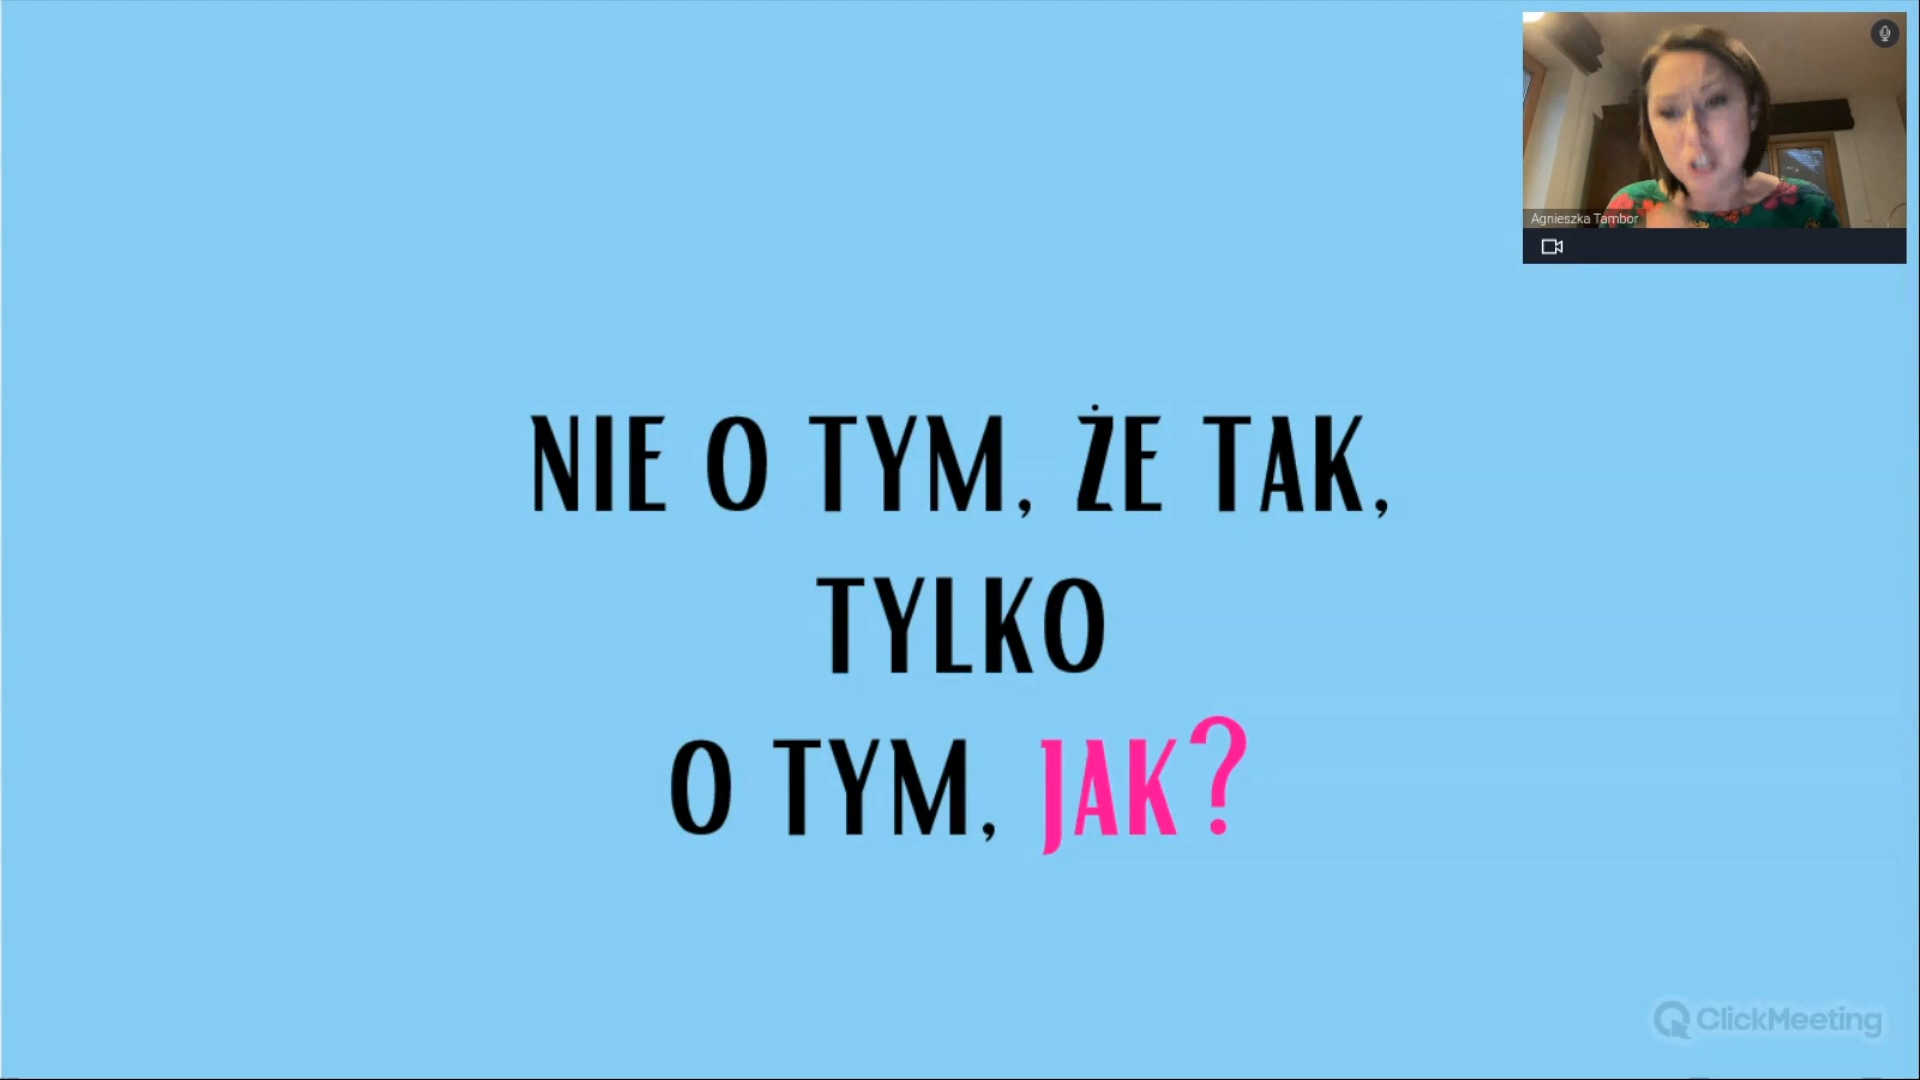 Agnieszka Tambor
NIE O TYM, ŻE TAK,
TYLKO
O TYM, JAK?
ClickMeeting